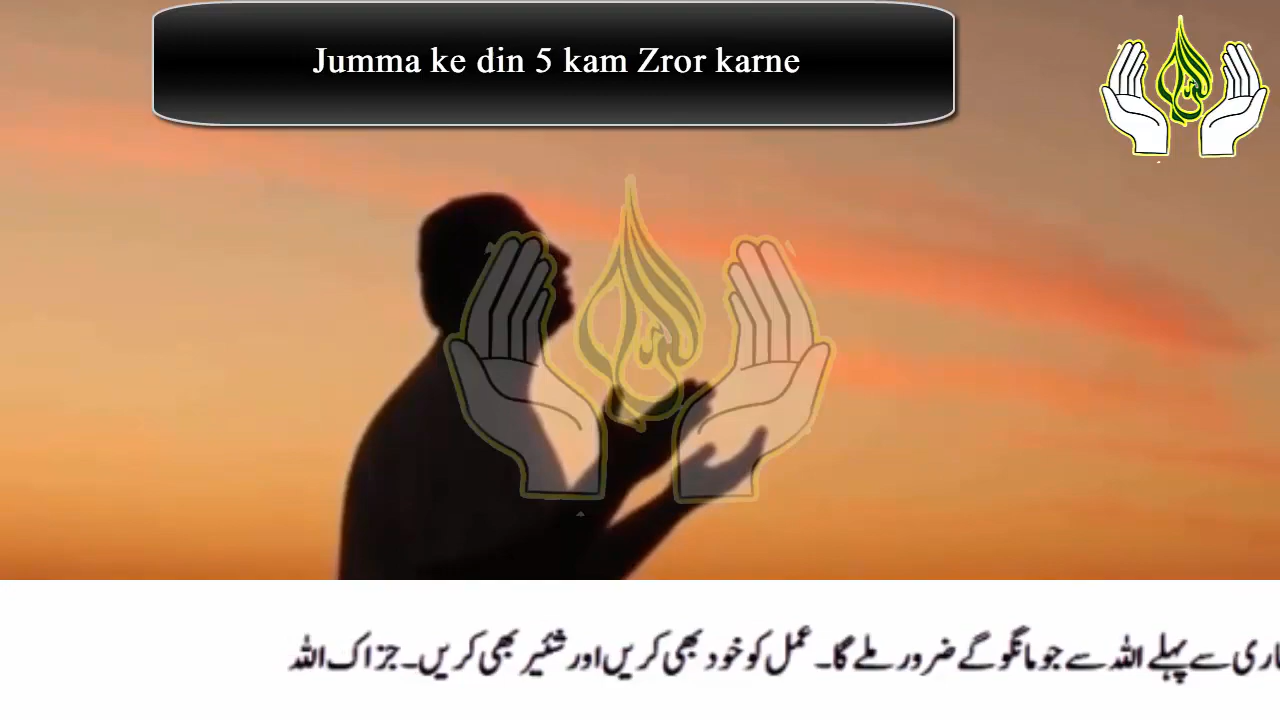 Jumma ke din 5 kam Zror karne
سے پہلے اللہ سے جو مانگو گے ضرور ملے گا۔ عمل کو خود بھی کریں اور شئیر بھی کریں۔ جزاک اللہ